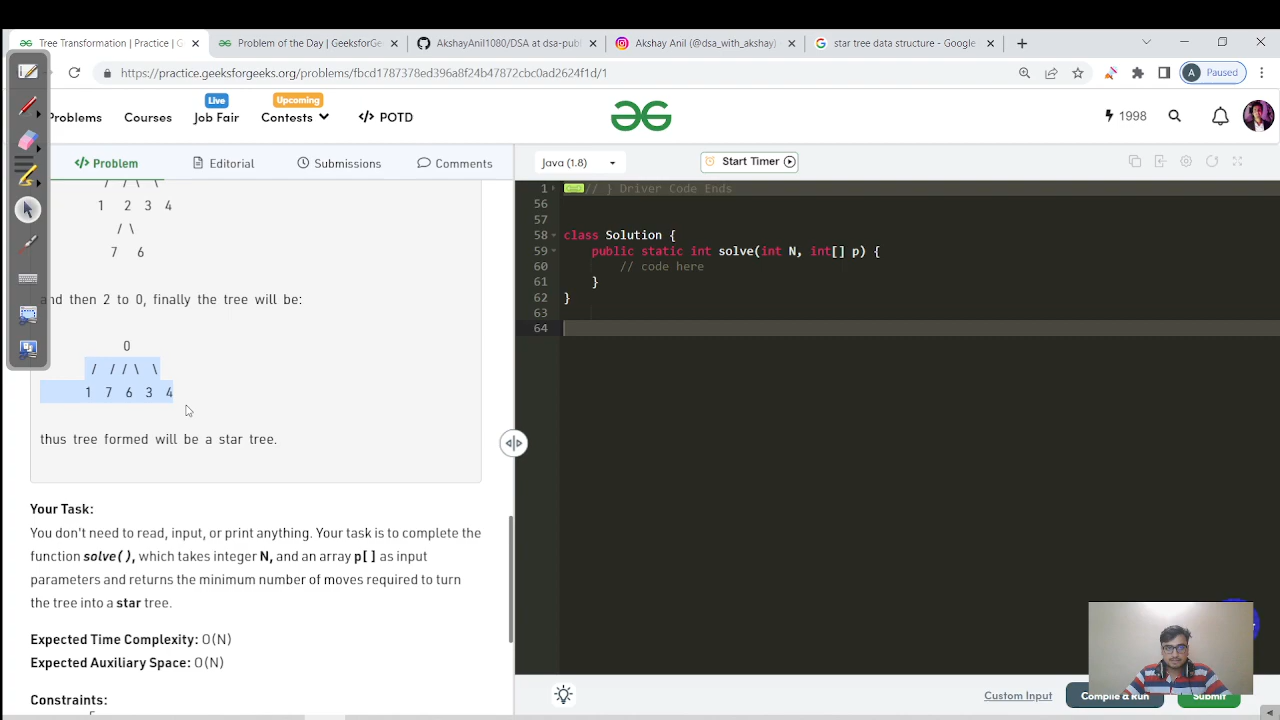 Tree Transformation | Practice | G
Problem of the Day | GeeksforGe
AkshayAnil1080/DSA at dsa-publ
Akshay Anil (@dsa_with_akshay)
star tree data structure - Google
https://practice.geeksforgeeks.org/problems/fbcd1787378ed396a8f24b47872cbc0ad2624f1d/1
A Paused
Live
Upcoming
Problems
Courses
Job Fair
Contests
</> POTD
1998
</> Problem
Editorial
Submissions
Comments
Java (1.8)
Start Timer
/ / \ \
1 2 3 4
/ \
7 6
and then 2 to 0, finally the tree will be:
0
/ / / \ \
1 7 6 3 4
thus tree formed will be a star tree.
Your Task:
You don't need to read, input, or print anything. Your task is to complete the
function solve( ), which takes integer N, and an array p[ ] as input
parameters and returns the minimum number of moves required to turn
the tree into a star tree.
Expected Time Complexity: O(N)
Expected Auxiliary Space: O(N)
Constraints:
1 // } Driver Code Ends
56
57
58 class Solution {
59 public static int solve(int N, int[] p) {
60 // code here
61 }
62 }
63
64
Custom Input
Compile & Run
Submit